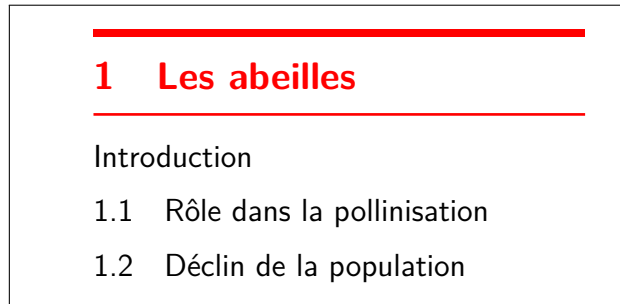 1 Les abeilles
Introduction
1.1 Rôle dans la pollinisation
1.2 Déclin de la population